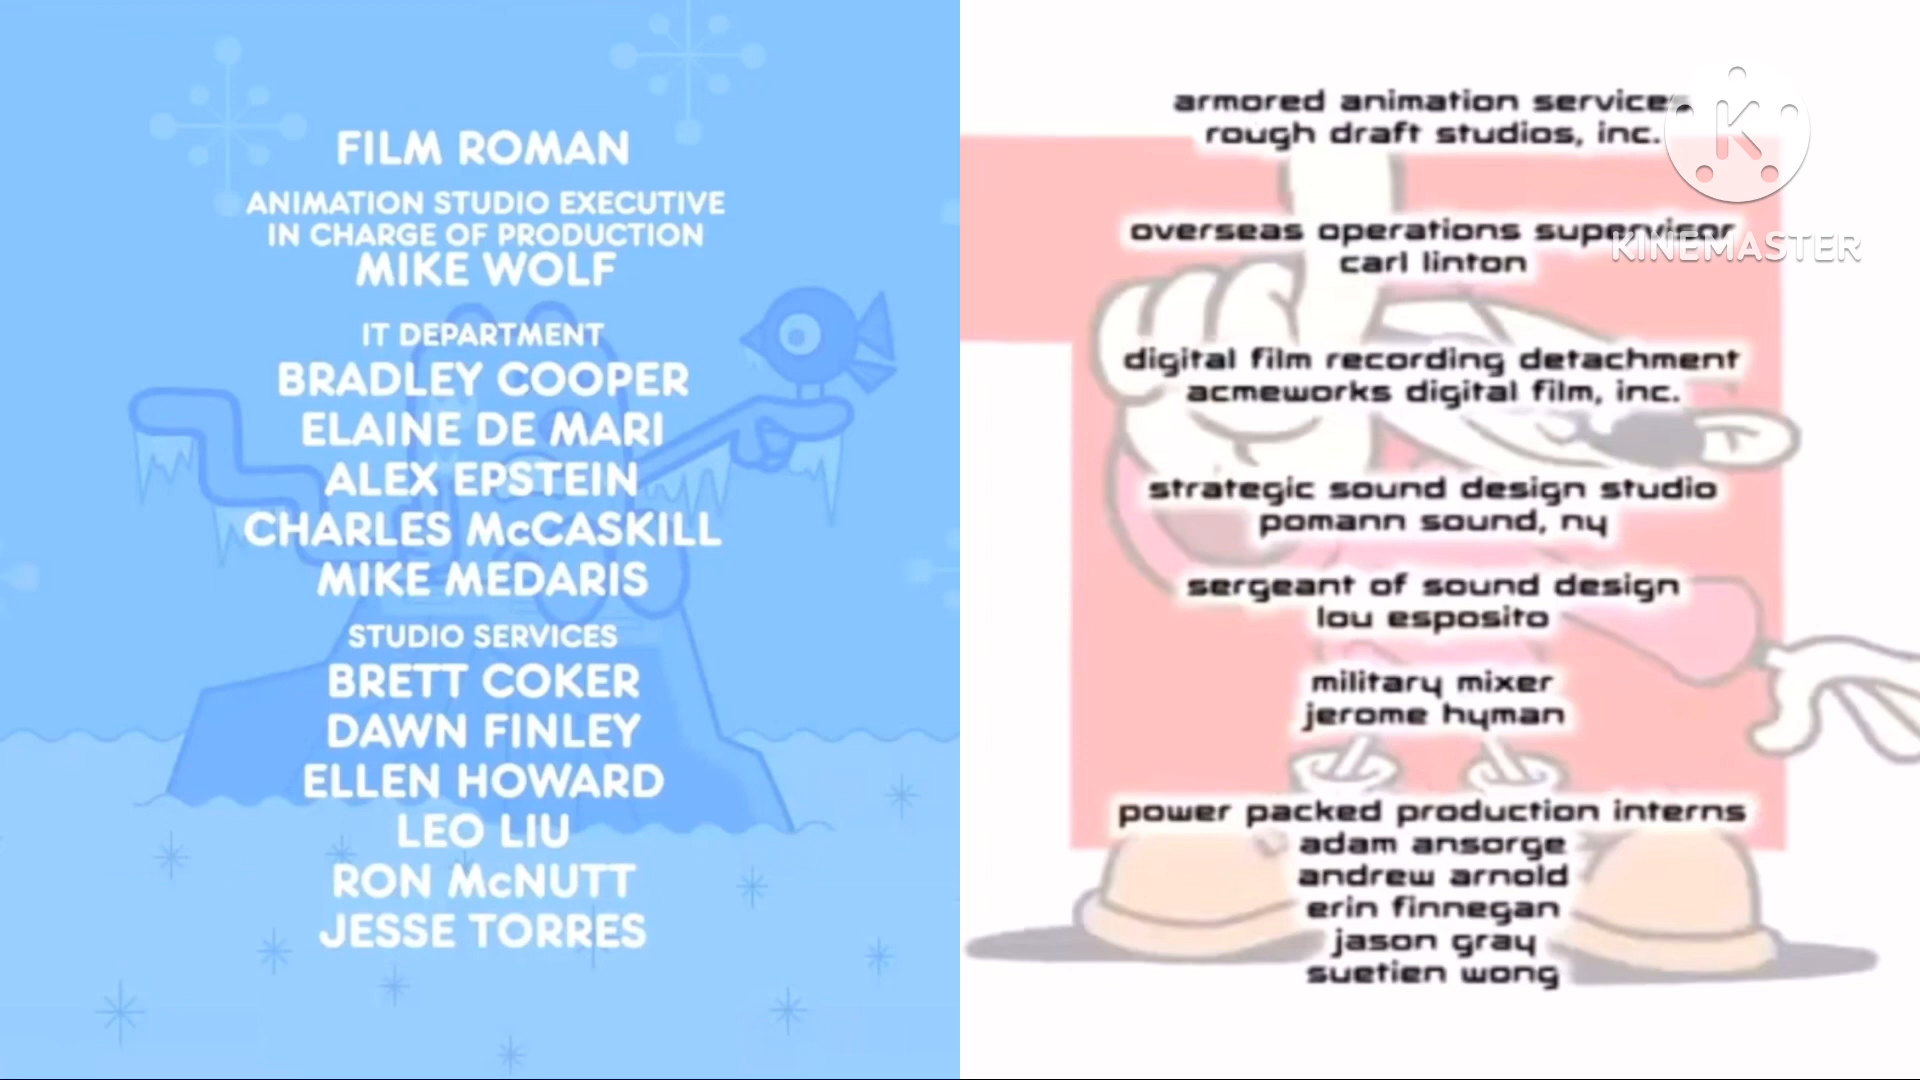 FILM ROMAN
ANIMATION STUDIO EXECUTIVE
IN CHARGE OF PRODUCTION
MIKE WOLF
IT DEPARTMENT
BRADLEY COOPER
ELAINE DE MARI
ALEX EPSTEIN
CHARLES McCASKILL
MIKE MEDARIS
STUDIO SERVICES
BRETT COKER
DAWN FINLEY
ELLEN HOWARD
LEO LIU
RON McNUTT
JESSE TORRES
armored animation services
rough draft studios, inc.
K
overseas operations supervisor
KINEMASTER
carl linton
digital film recording detachment
acmeworks digital film, inc.
strategic sound design studio
pomann sound, ny
sergeant of sound design
lou esposito
military mixer
jerome hyman
power packed production interns
adam ansorge
andrew arnold
erin finnegan
jason gray
suetien wong